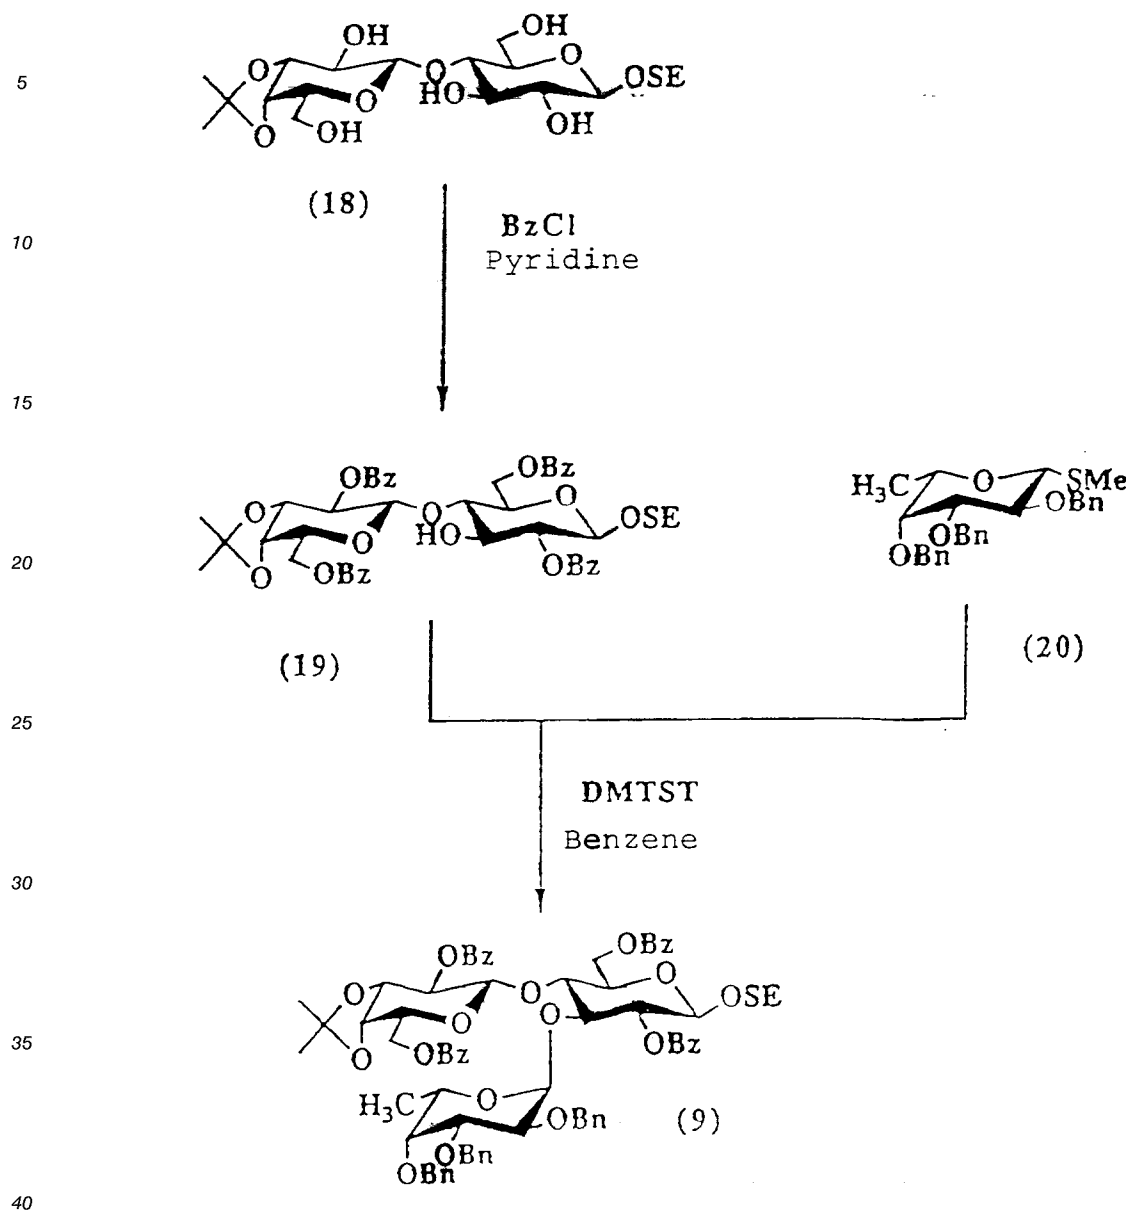 OH
OH
O
O
O
5
O
OSE
O
HO
O
OH
OH
(18)
BzCl
10
Pyridine
15
OBz
OBz
O
H₃C
O
SMe
O
O
OSE
OBn
HO
O
OBn
20
O
OBz
OBz
OBn
(19)
(20)
25
DMTST
Benzene
30
OBz
OBz
O
O
O
OSE
O
O
35
O
OBz
OBz
H₃C
O
OBn
(9)
OBn
OBn
40